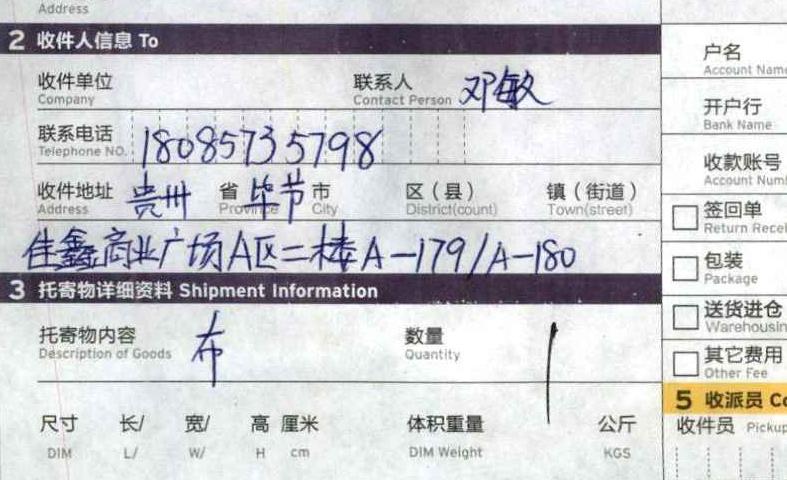 Address
2 收件人信息 To
收件单位 联系人 邓敏 户名
Company Contact Person Account Name
联系电话 18085735798 开户行
Telephone NO. Bank Name
收件地址 贵州 省 毕节 市 区（县） 镇（街道） 收款账号
Address Province City District(count) Town(street) Account Num
签回单
Return Recei
佳鑫商业广场A区二楼A-179/A-180
包装
Package
3 托寄物详细资料 Shipment Information
送货进仓
Warehousin
托寄物内容 布 数量 1
Description of Goods Quantity
其它费用
Other Fee
5 收派员 Co
尺寸 长/ 宽/ 高 厘米 体积重量 公斤 收件员 Pickup
DIM L/ W/ H cm DIM Weight KGS